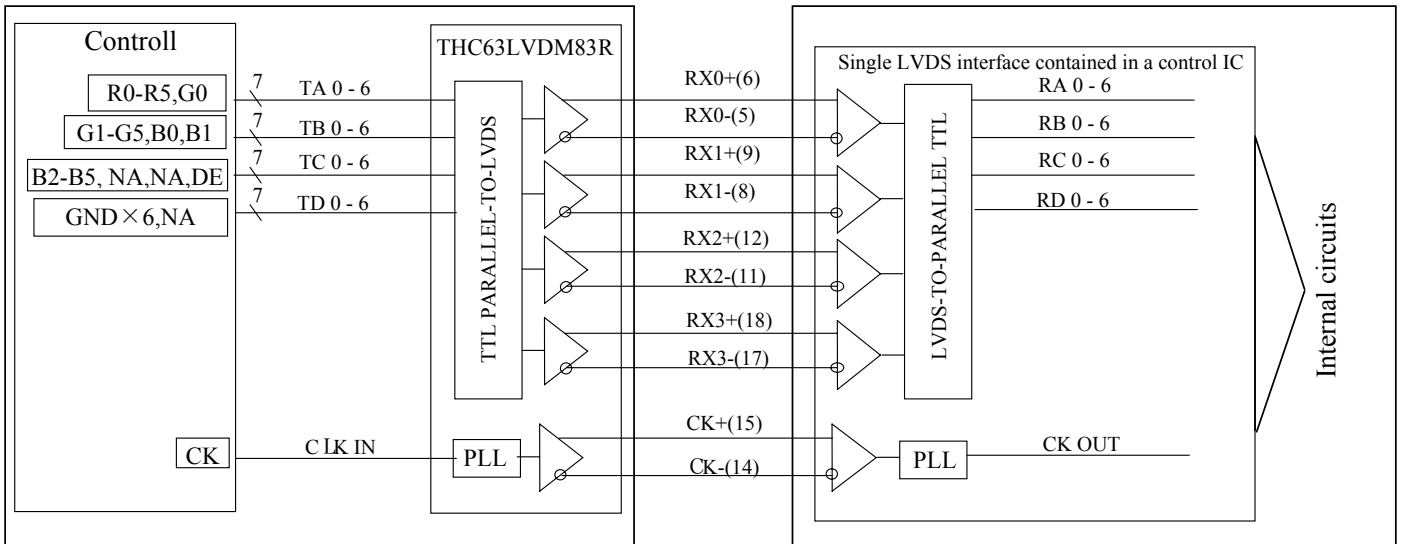 Controll
R0-R5,G0
G1-G5,B0,B1
B2-B5, NA,NA,DE
GND×6,NA
CK
7
TA 0 - 6
7
TB 0 - 6
7
TC 0 - 6
7
TD 0 - 6
CLK IN
THC63LVDM83R
TTL PARALLEL-TO-LVDS
PLL
RX0+(6)
RX0-(5)
RX1+(9)
RX1-(8)
RX2+(12)
RX2-(11)
RX3+(18)
RX3-(17)
CK+(15)
CK-(14)
Single LVDS interface contained in a control IC
LVDS-TO-PARALLEL TTL
PLL
RA 0 - 6
RB 0 - 6
RC 0 - 6
RD 0 - 6
CK OUT
Internal circuits